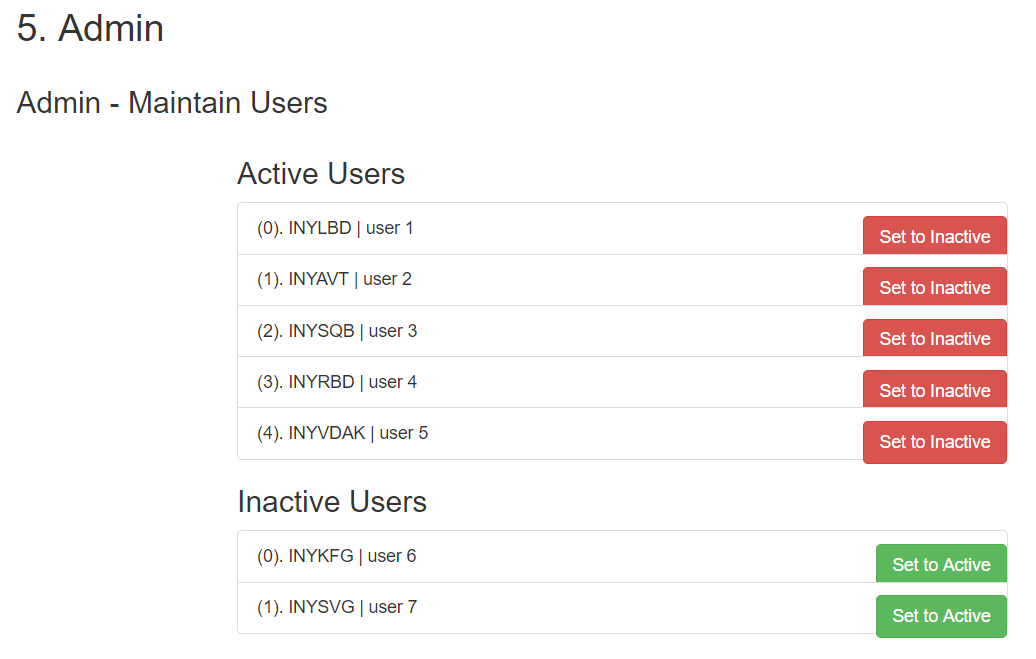 5. Admin
Admin - Maintain Users
Active Users
(0). INYLBD | user 1 Set to Inactive
(1). INYAVT | user 2 Set to Inactive
(2). INYSQB | user 3 Set to Inactive
(3). INYRBD | user 4 Set to Inactive
(4). INYVDAK | user 5 Set to Inactive
Inactive Users
(0). INYKFG | user 6 Set to Active
(1). INYSVG | user 7 Set to Active